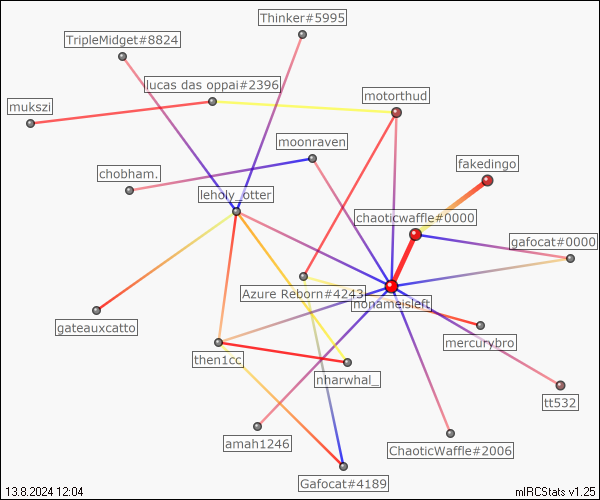 Thinker#5995
TripleMidget#8824
lucas das oppai#2396
motorthud
mukszi
moonraven
fakedingo
chobham.
leholy_otter
chaoticwaffle#0000
gafocat#0000
Azure Reborn#4243
nonameisleft
gateauxcatto
mercurybro
then1cc
nharwhal_
tt532
amah1246
ChaoticWaffle#2006
Gafocat#4189
13.8.2024 12:04
mIRCStats v1.25